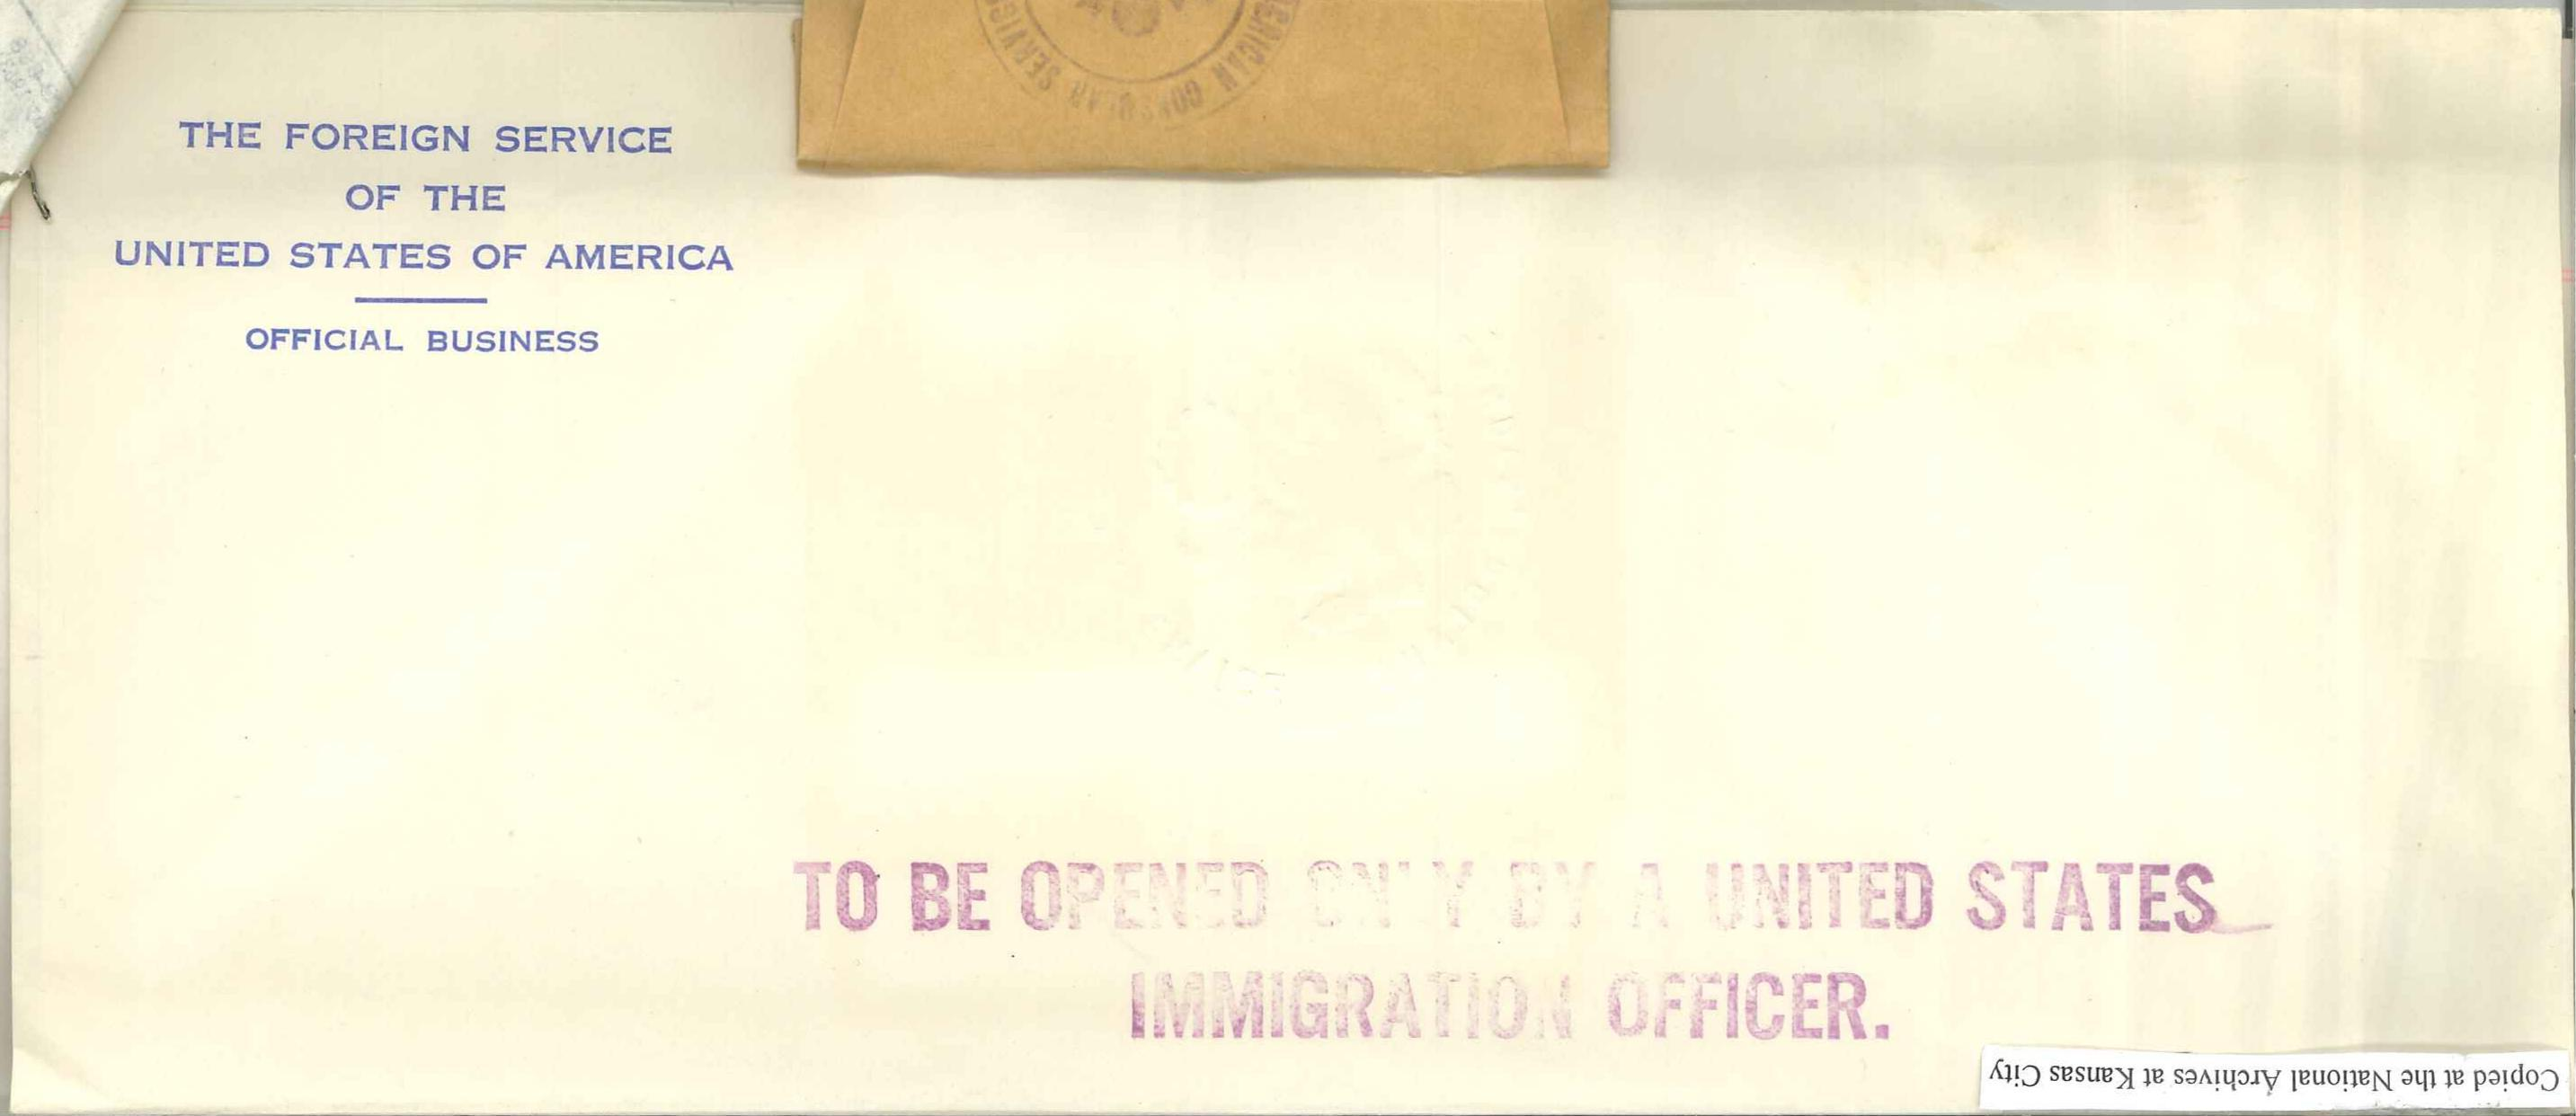 AMERICAN CONSULAR SERVICE
THE FOREIGN SERVICE
OF THE
UNITED STATES OF AMERICA
OFFICIAL BUSINESS
TO BE OPENED ONLY BY A UNITED STATES
IMMIGRATION OFFICER.
Copied at the National Archives at Kansas City